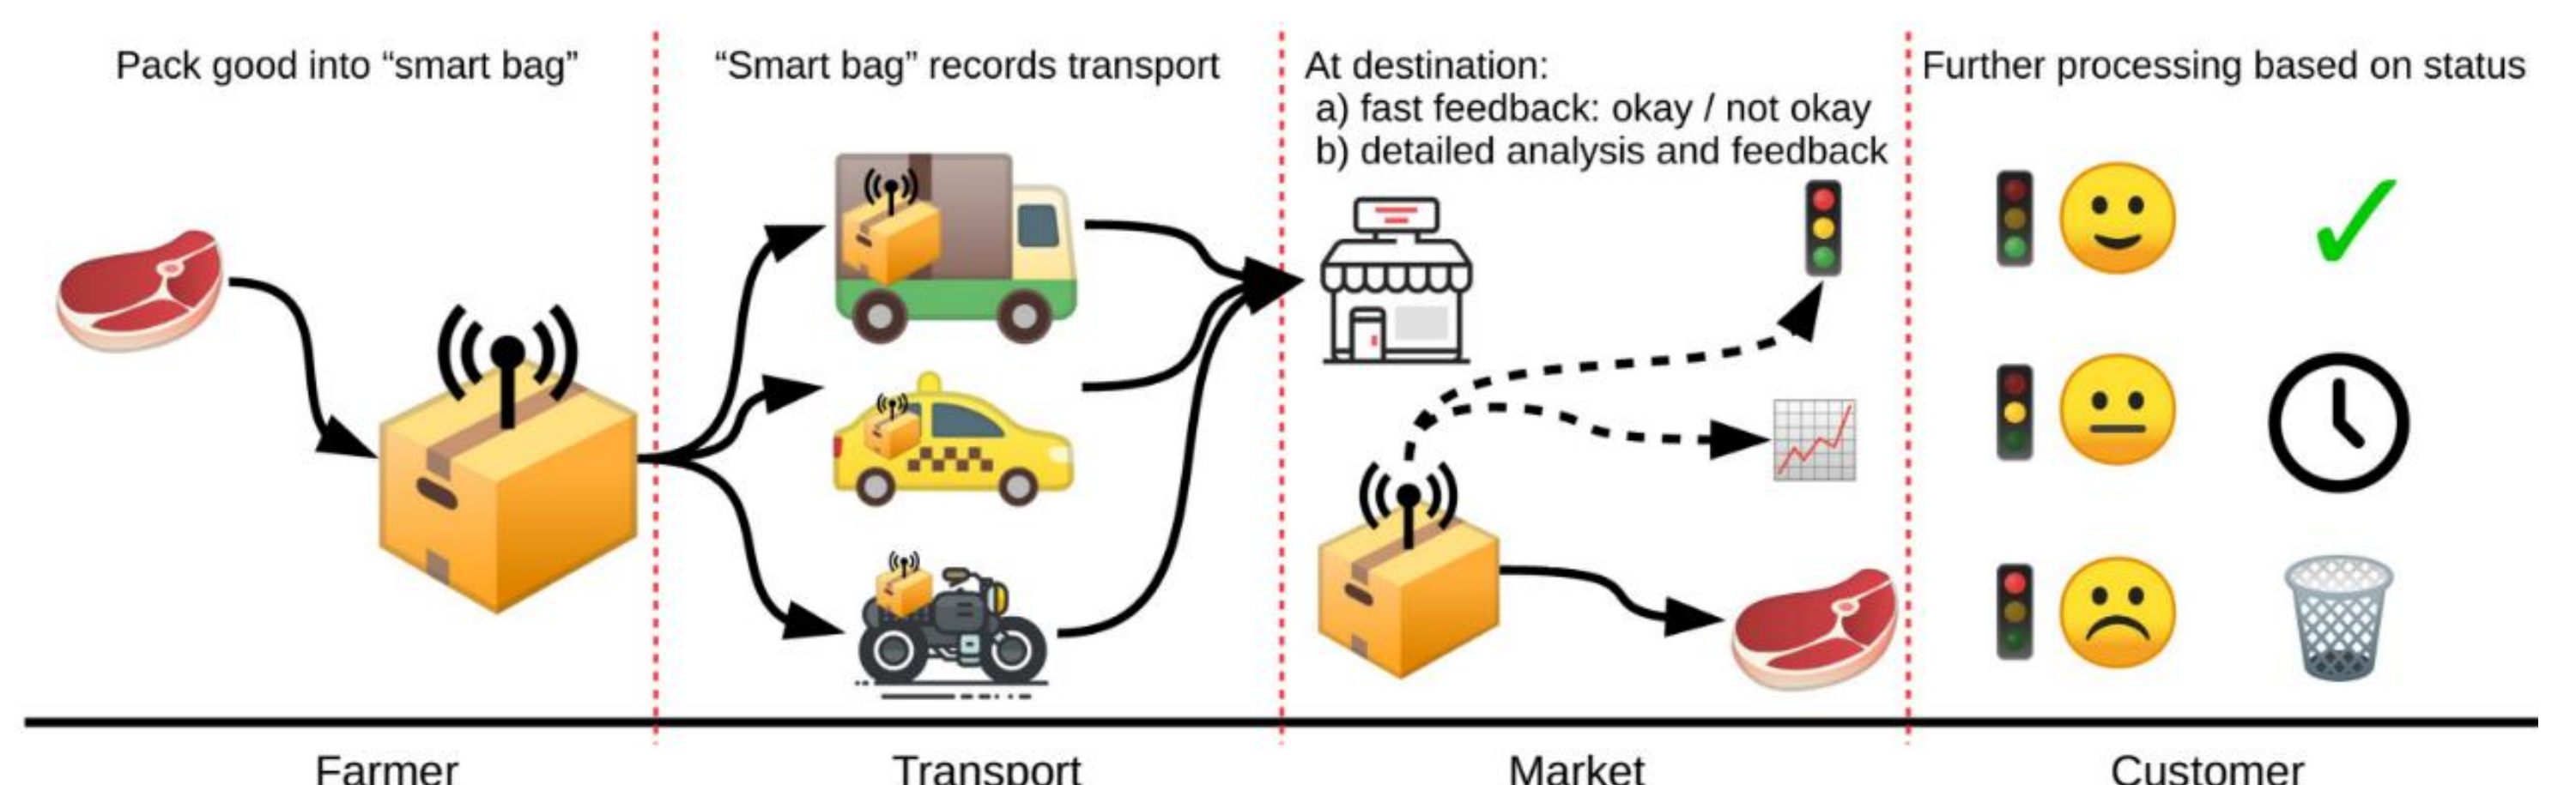 Pack good into “smart bag”
“Smart bag” records transport
At destination:
a) fast feedback: okay / not okay
b) detailed analysis and feedback
Further processing based on status
Farmer
Transport
Market
Customer